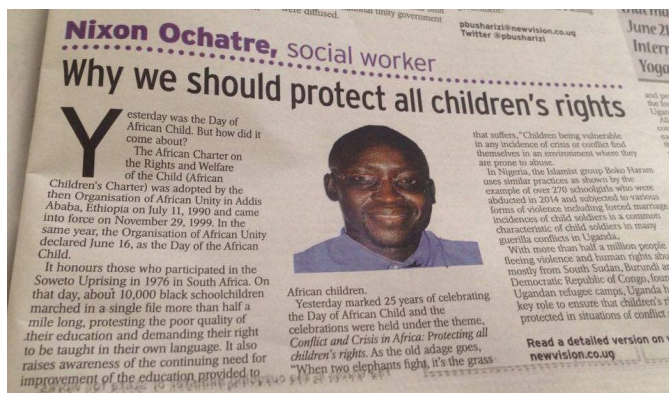 were diffused.
unity government
pbusharizi@newvision.co.ug
Twitter @pbusharizi
June 21
Intern
Yoga
Nixon Ochatre, social worker
Why we should protect all children's rights
Yesterday was the Day of
African Child. But how did it
come about?
The African Charter on
the Rights and Welfare
of the Child (African
Children's Charter) was adopted by the
then Organisation of African Unity in Addis
Ababa, Ethiopia on July 11, 1990 and came
into force on November 29, 1999. In the
same year, the Organisation of African Unity
declared June 16, as the Day of the African
Child.
It honours those who participated in the
Soweto Uprising in 1976 in South Africa. On
that day, about 10,000 black schoolchildren
marched in a single file more than half a
mile long, protesting the poor quality of
their education and demanding their right
to be taught in their own language. It also
raises awareness of the continuing need for
improvement of the education provided to
African children.
Yesterday marked 25 years of celebrating
the Day of African Child and the
celebrations were held under the theme,
Conflict and Crisis in Africa: Protecting all
children's rights. As the old adage goes,
"When two elephants fight, it's the grass
that suffers," Children being vulnerable
in any incidence of crisis or conflict find
themselves in an environment where they
are prone to abuse.
In Nigeria, the Islamist group Boko Haram
uses similar practices as shown by the
example of over 270 schoolgirls who were
abducted in 2014 and subjected to various
forms of violence including forced marriage
incidences of child soldiers is a common
characteristic of child soldiers in many
guerilla conflicts in Uganda.
With more than half a million people
fleeing violence and human rights abu
mostly from South Sudan, Burundi a
Democratic Republic of Congo, foun
Ugandan refugee camps, Uganda h
key role to ensure that children's r
protected in situations of conflict
Read a detailed version on
newvision.co.ug